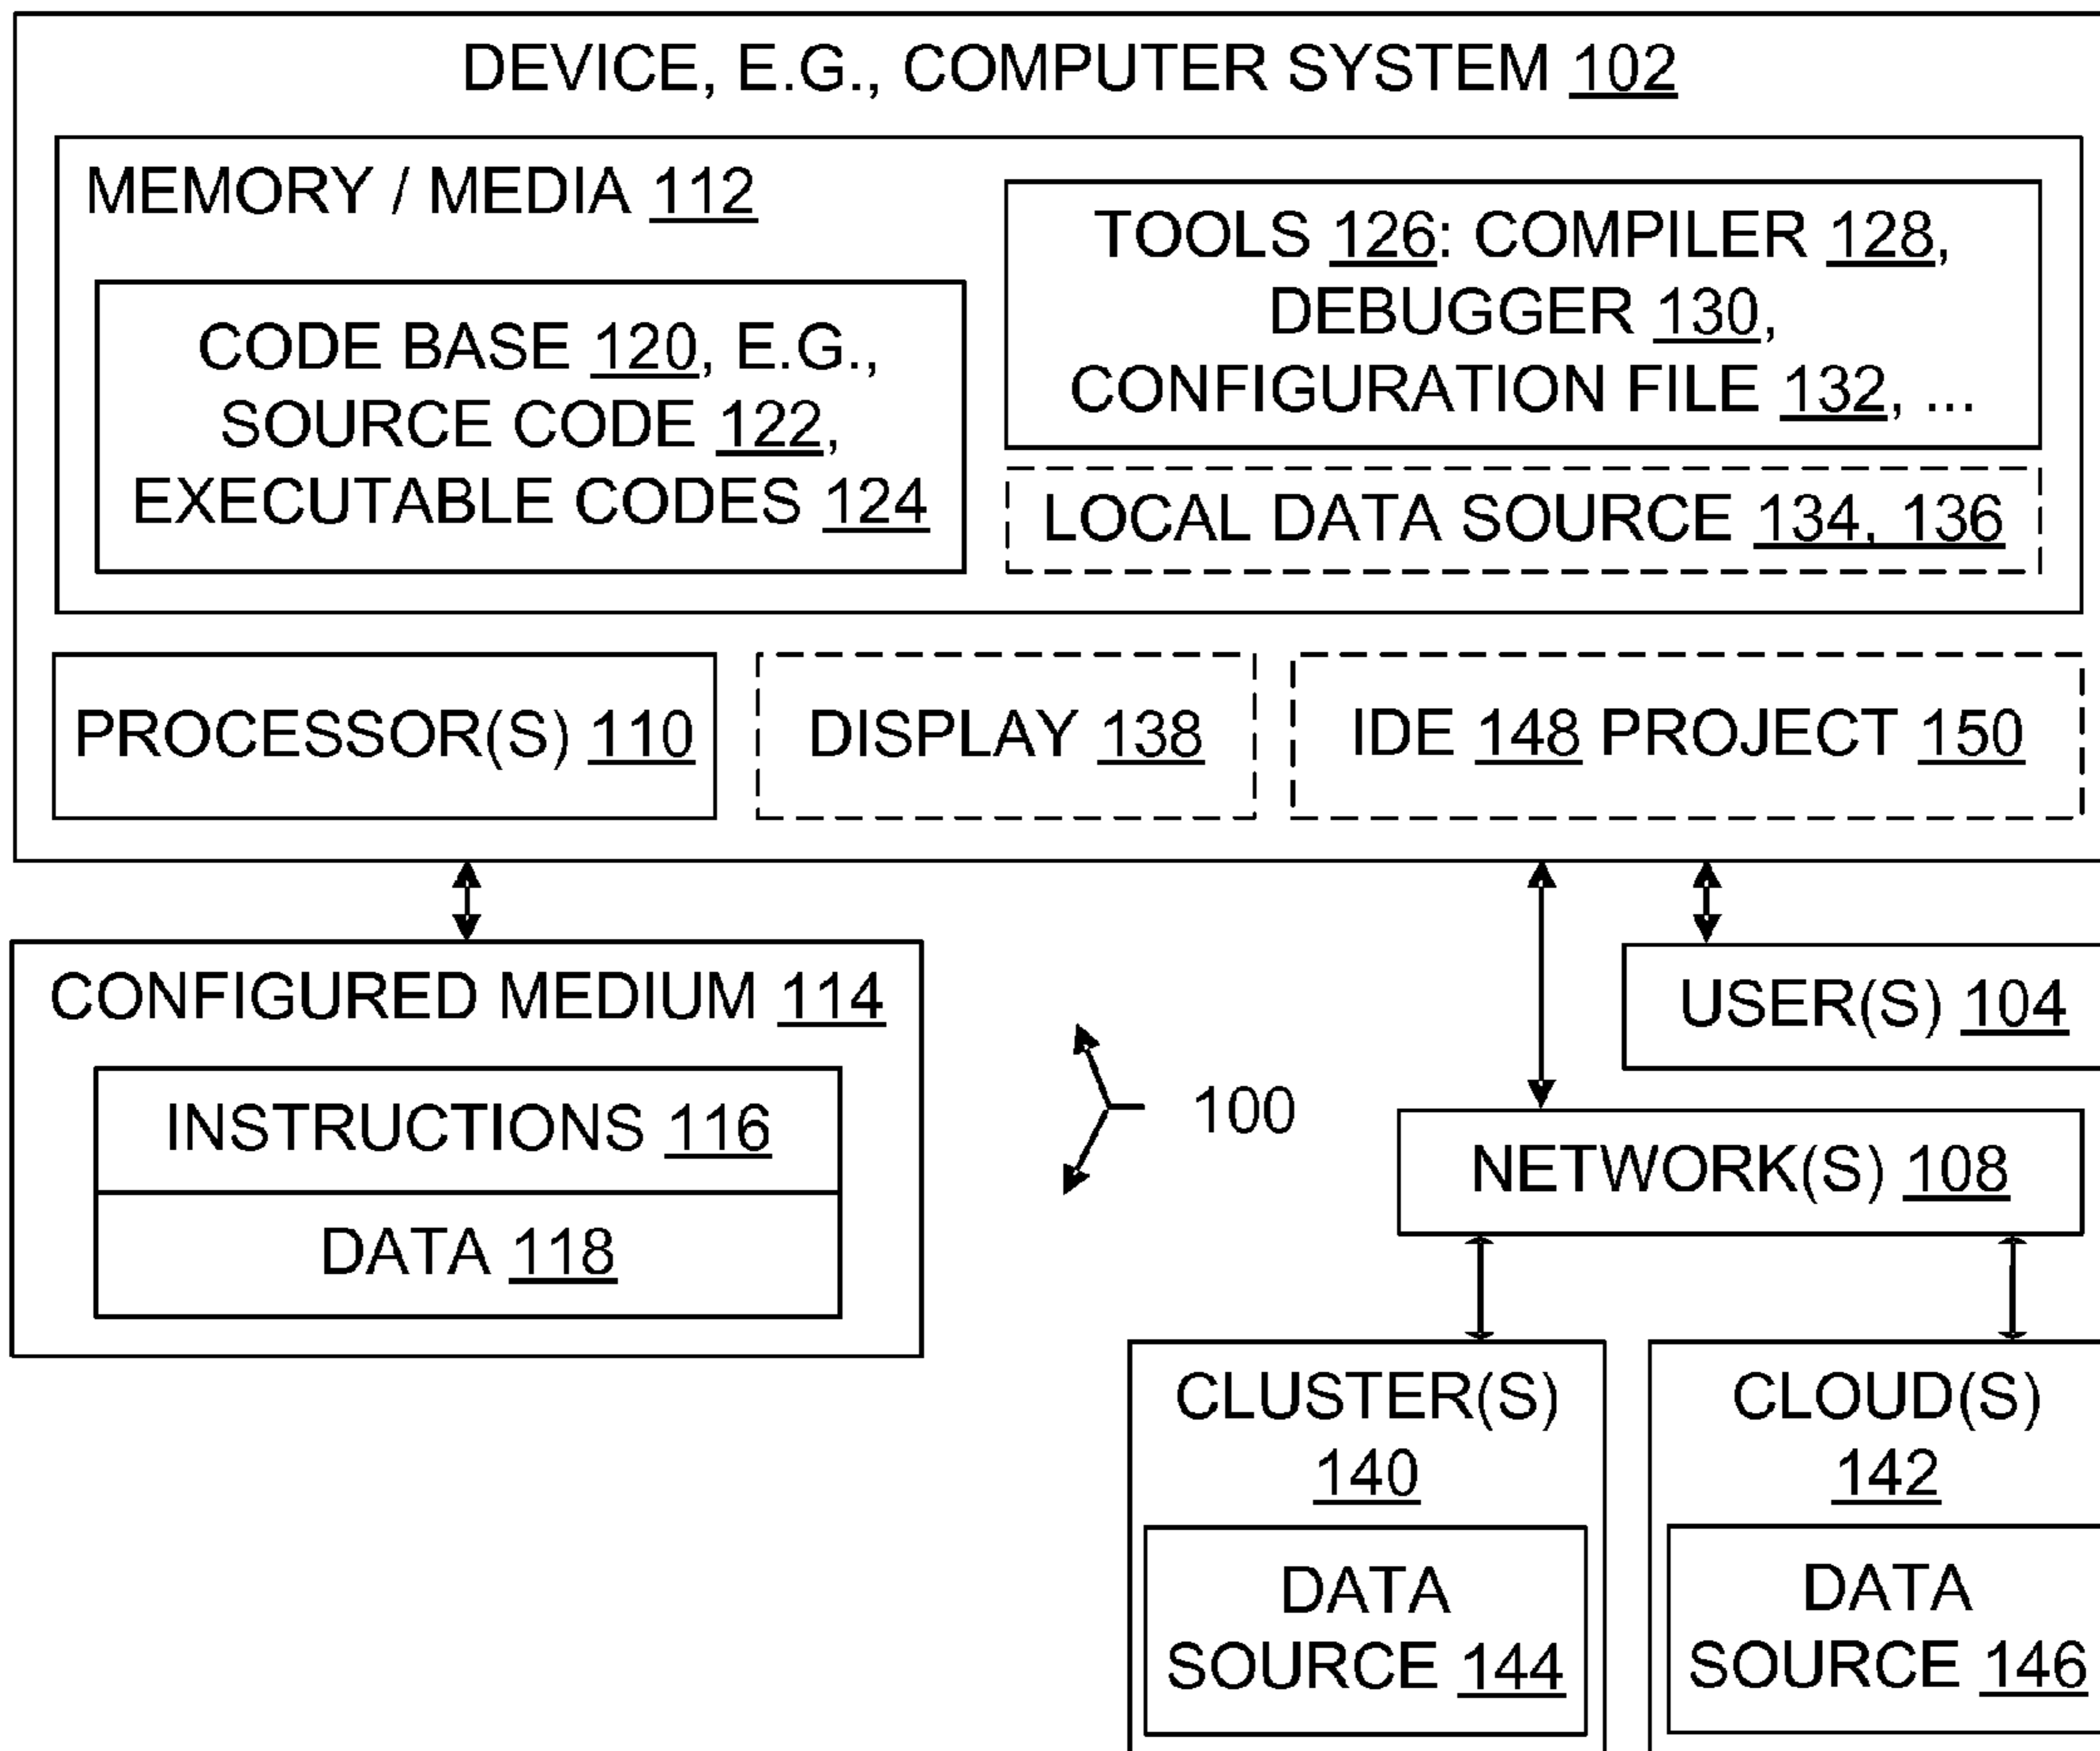 DEVICE, E.G., COMPUTER SYSTEM 102
MEMORY / MEDIA 112
CODE BASE 120, E.G.,
SOURCE CODE 122,
EXECUTABLE CODES 124
TOOLS 126: COMPILER 128,
DEBUGGER 130,
CONFIGURATION FILE 132, ...
LOCAL DATA SOURCE 134, 136
PROCESSOR(S) 110
DISPLAY 138
IDE 148 PROJECT 150
CONFIGURED MEDIUM 114
INSTRUCTIONS 116
DATA 118
100
USER(S) 104
NETWORK(S) 108
CLUSTER(S)
140
DATA
SOURCE 144
CLOUD(S)
142
DATA
SOURCE 146